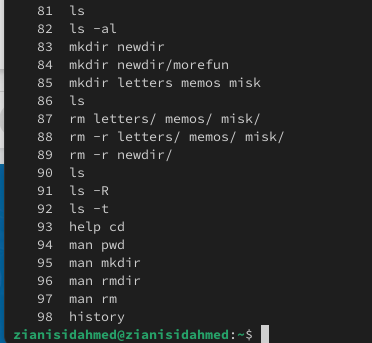 81 ls
82 ls -al
83 mkdir newdir
84 mkdir newdir/morefun
85 mkdir letters memos misk
86 ls
87 rm letters/ memos/ misk/
88 rm -r letters/ memos/ misk/
89 rm -r newdir/
90 ls
91 ls -R
92 ls -t
93 help cd
94 man pwd
95 man mkdir
96 man rmdir
97 man rm
98 history
zianisidahmed@zianisidahmed:~$